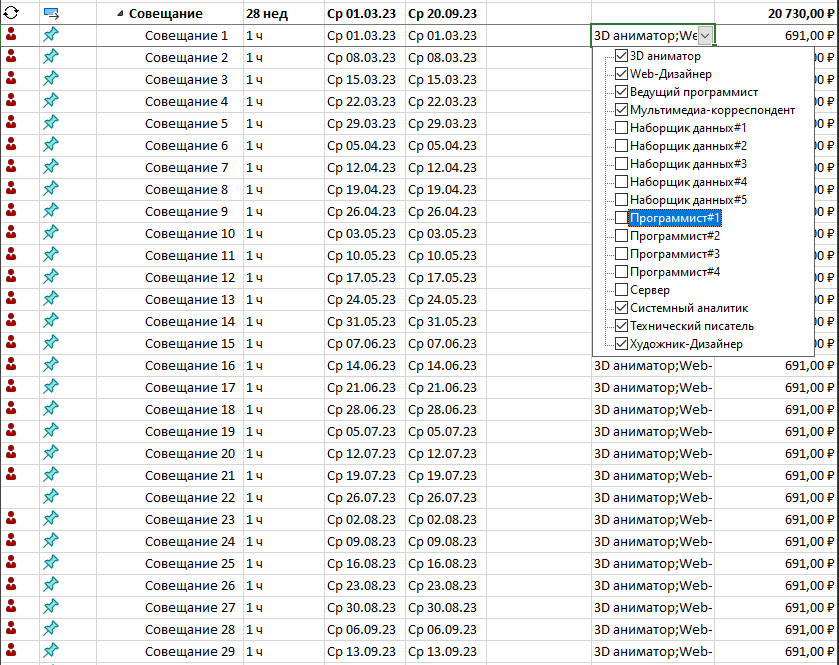 Совещание 28 нед Ср 01.03.23 Ср 20.09.23 20 730,00 ₽
Совещание 1 1 ч Ср 01.03.23 Ср 01.03.23 3D аниматор;We 691,00 ₽
Совещание 2 1 ч Ср 08.03.23 Ср 08.03.23 3D аниматор 00 ₽
Совещание 3 1 ч Ср 15.03.23 Ср 15.03.23 Web-Дизайнер 00 ₽
Ведущий программист
Совещание 4 1 ч Ср 22.03.23 Ср 22.03.23 Мультимедиа-корреспондент 00 ₽
Совещание 5 1 ч Ср 29.03.23 Ср 29.03.23 Наборщик данных#1 00 ₽
Совещание 6 1 ч Ср 05.04.23 Ср 05.04.23 Наборщик данных#2 00 ₽
Совещание 7 1 ч Ср 12.04.23 Ср 12.04.23 Наборщик данных#3 00 ₽
Совещание 8 1 ч Ср 19.04.23 Ср 19.04.23 Наборщик данных#4 00 ₽
Наборщик данных#5
Совещание 9 1 ч Ср 26.04.23 Ср 26.04.23 Программист#1 00 ₽
Совещание 10 1 ч Ср 03.05.23 Ср 03.05.23 Программист#2 00 ₽
Совещание 11 1 ч Ср 10.05.23 Ср 10.05.23 Программист#3 00 ₽
Совещание 12 1 ч Ср 17.05.23 Ср 17.05.23 Программист#4 00 ₽
Совещание 13 1 ч Ср 24.05.23 Ср 24.05.23 Сервер 00 ₽
Системный аналитик
Совещание 14 1 ч Ср 31.05.23 Ср 31.05.23 Технический писатель 00 ₽
Совещание 15 1 ч Ср 07.06.23 Ср 07.06.23 Художник-Дизайнер 00 ₽
Совещание 16 1 ч Ср 14.06.23 Ср 14.06.23 3D аниматор;Web- 691,00 ₽
Совещание 17 1 ч Ср 21.06.23 Ср 21.06.23 3D аниматор;Web- 691,00 ₽
Совещание 18 1 ч Ср 28.06.23 Ср 28.06.23 3D аниматор;Web- 691,00 ₽
Совещание 19 1 ч Ср 05.07.23 Ср 05.07.23 3D аниматор;Web- 691,00 ₽
Совещание 20 1 ч Ср 12.07.23 Ср 12.07.23 3D аниматор;Web- 691,00 ₽
Совещание 21 1 ч Ср 19.07.23 Ср 19.07.23 3D аниматор;Web- 691,00 ₽
Совещание 22 1 ч Ср 26.07.23 Ср 26.07.23 3D аниматор;Web- 691,00 ₽
Совещание 23 1 ч Ср 02.08.23 Ср 02.08.23 3D аниматор;Web- 691,00 ₽
Совещание 24 1 ч Ср 09.08.23 Ср 09.08.23 3D аниматор;Web- 691,00 ₽
Совещание 25 1 ч Ср 16.08.23 Ср 16.08.23 3D аниматор;Web- 691,00 ₽
Совещание 26 1 ч Ср 23.08.23 Ср 23.08.23 3D аниматор;Web- 691,00 ₽
Совещание 27 1 ч Ср 30.08.23 Ср 30.08.23 3D аниматор;Web- 691,00 ₽
Совещание 28 1 ч Ср 06.09.23 Ср 06.09.23 3D аниматор;Web- 691,00 ₽
Совещание 29 1 ч Ср 13.09.23 Ср 13.09.23 3D аниматор;Web- 691,00 ₽